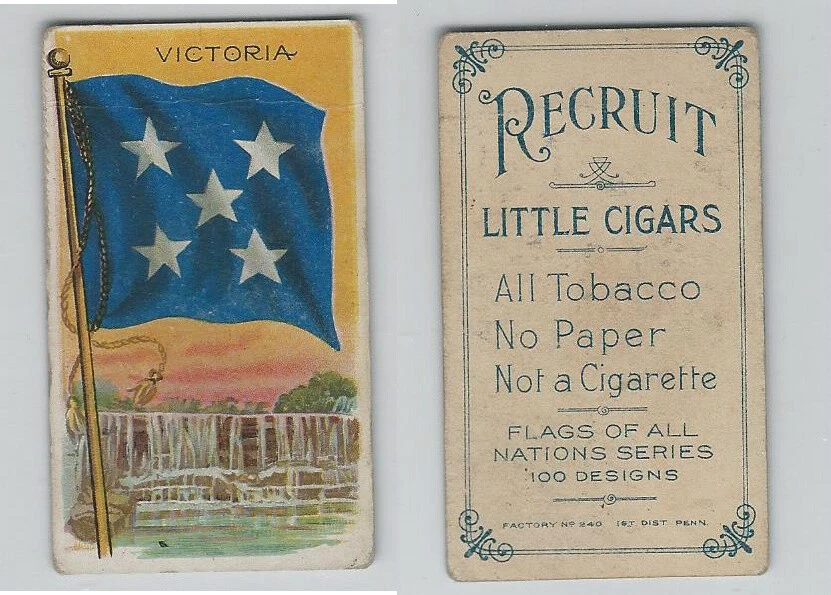 VICTORIA
RECRUIT
LITTLE CIGARS
All Tobacco
No Paper
Not a Cigarette
FLAGS OF ALL
NATIONS SERIES
100 DESIGNS
FACTORY Nº 240 1ST DIST PENN.